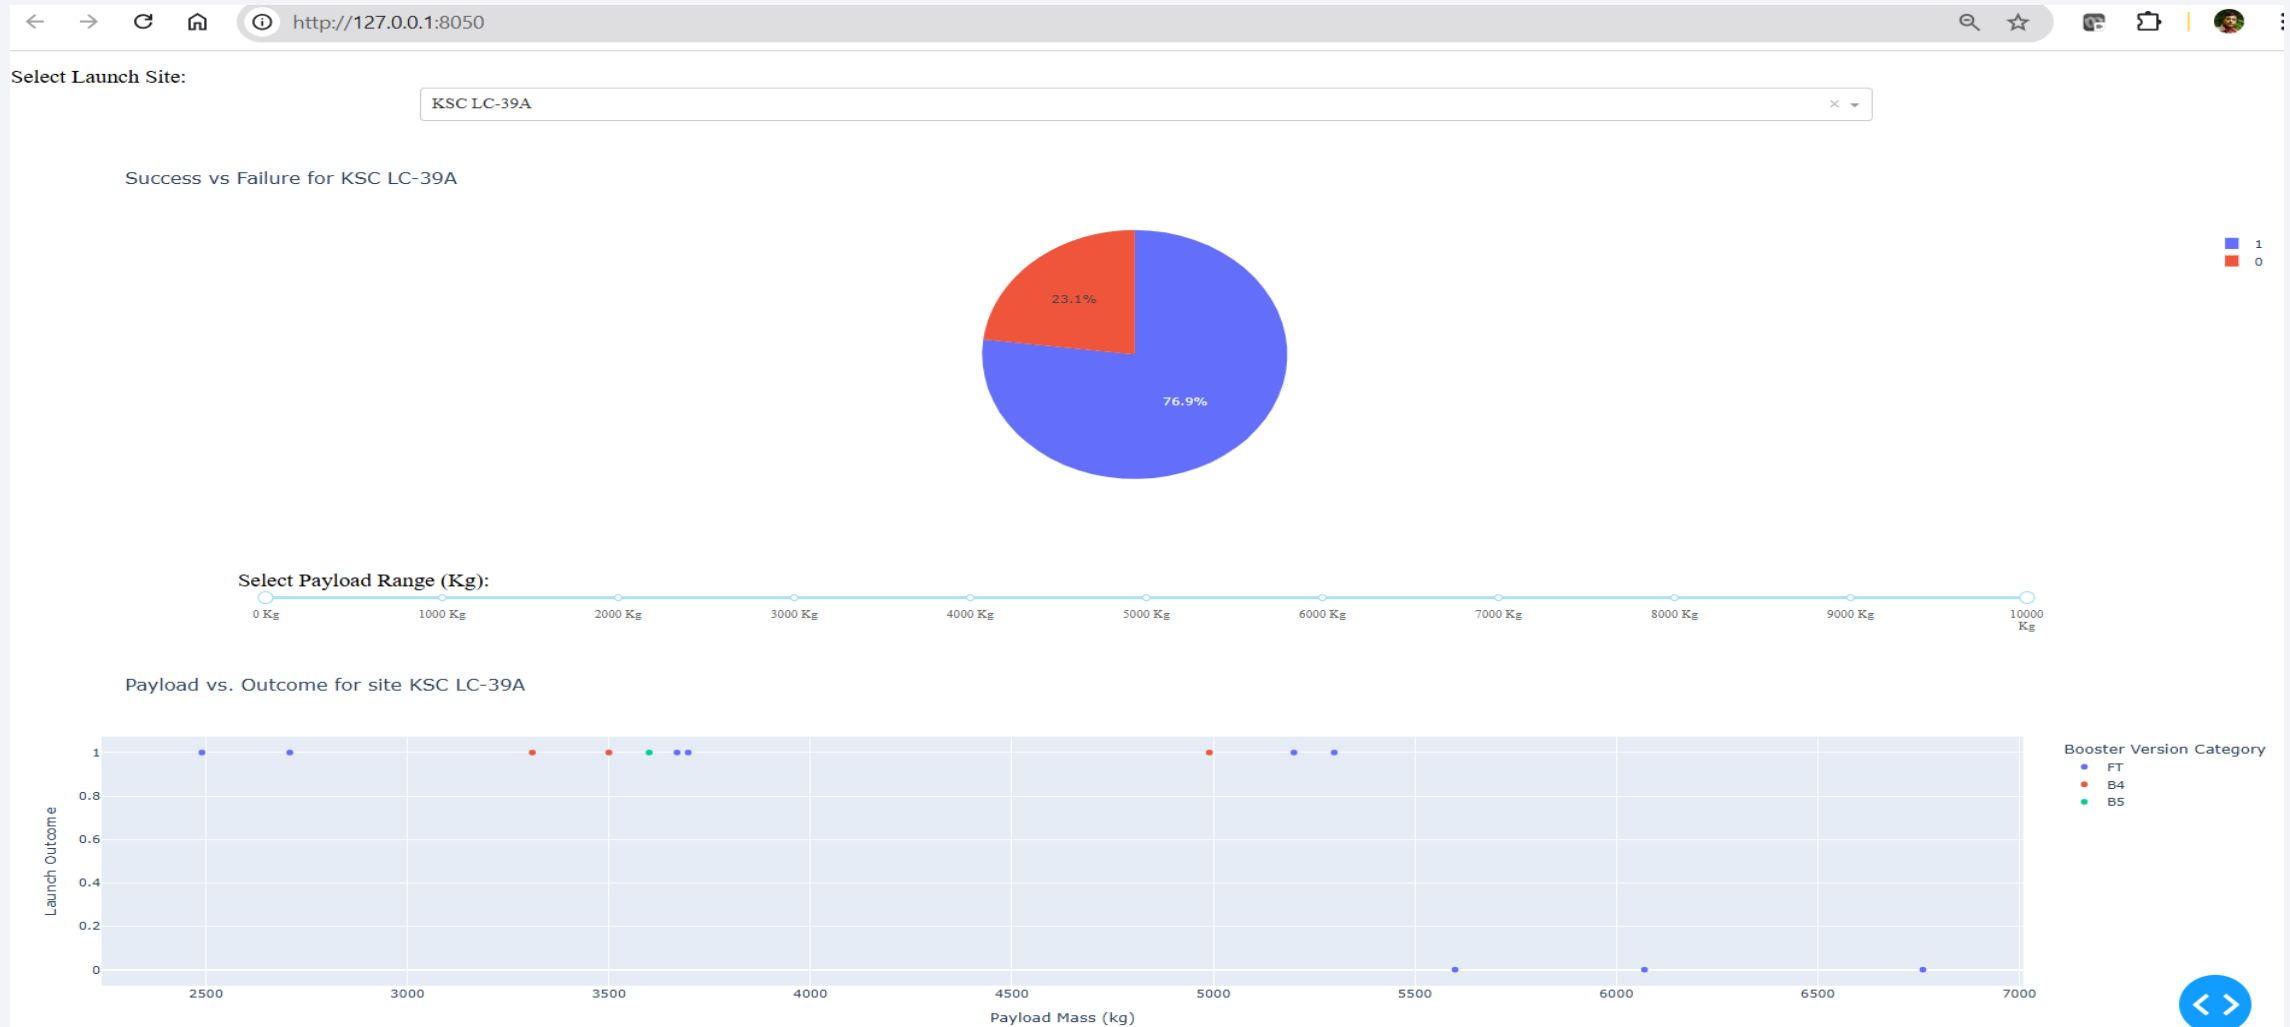 http://127.0.0.1:8050
Select Launch Site:
KSC LC-39A
Success vs Failure for KSC LC-39A
1
0
23.1%
76.9%
Select Payload Range (Kg):
0 Kg 1000 Kg 2000 Kg 3000 Kg 4000 Kg 5000 Kg 6000 Kg 7000 Kg 8000 Kg 9000 Kg 10000
Kg
Payload vs. Outcome for site KSC LC-39A
Booster Version Category
FT
B4
B5
Launch Outcome
1
0.8
0.6
0.4
0.2
0
2500 3000 3500 4000 4500 5000 5500 6000 6500 7000
Payload Mass (kg)